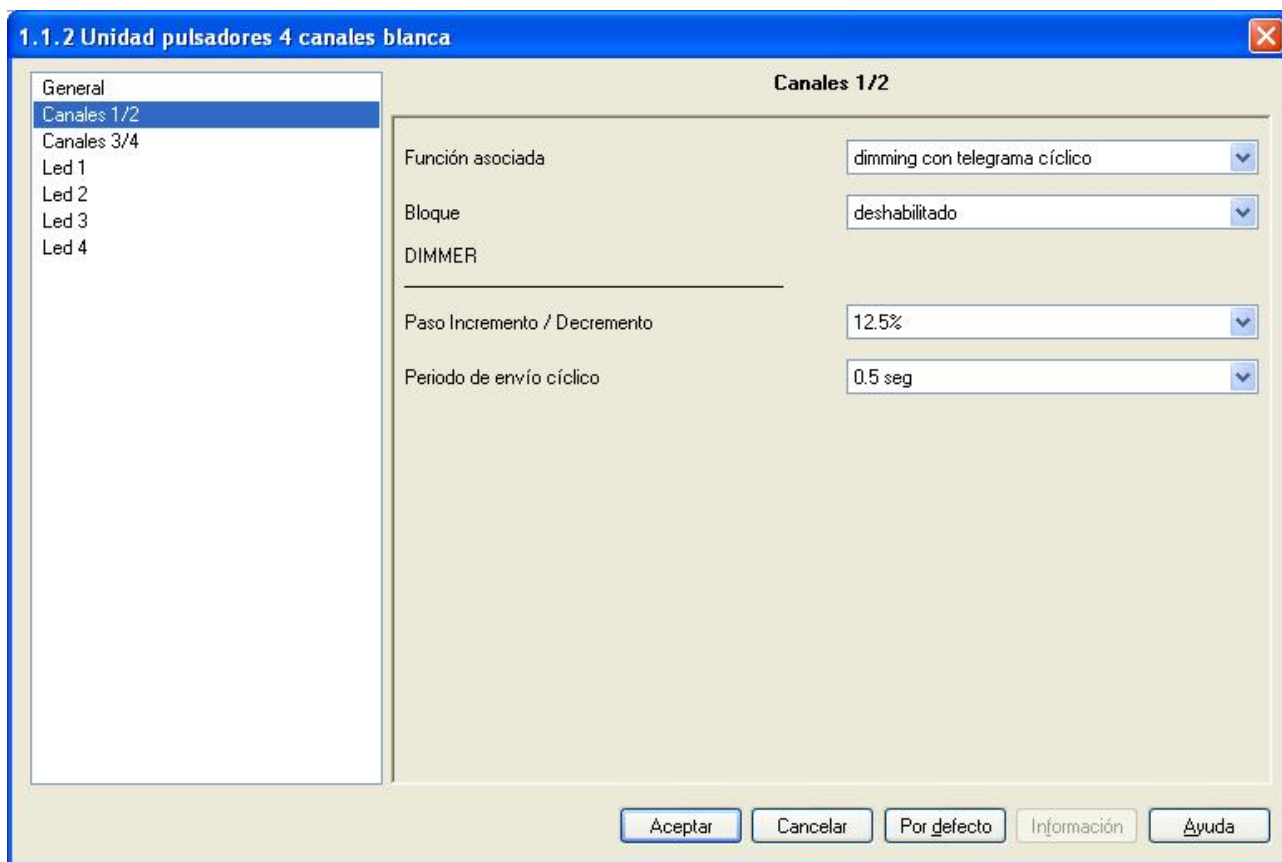 1.1.2 Unidad pulsadores 4 canales blanca
General
Canales 1/2
Canales 3/4
Led 1
Led 2
Led 3
Led 4
Canales 1/2
Función asociada
dimming con telegrama cíclico
Bloque
deshabilitado
DIMMER
Paso Incremento / Decremento
12.5%
Periodo de envío cíclico
0.5 seg
Aceptar
Cancelar
Por defecto
Información
Ayuda